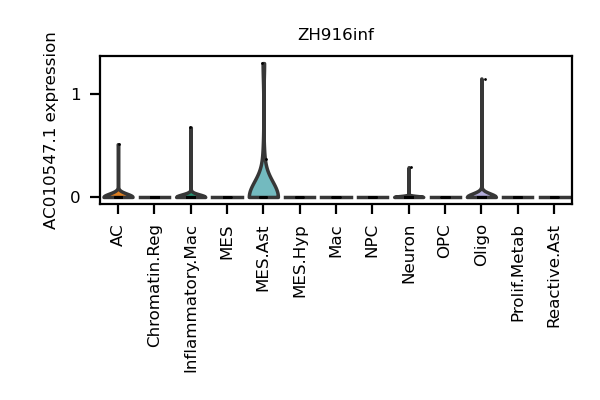 ZH916inf
AC010547.1 expression
1
0
AC
Chromatin.Reg
Inflammatory.Mac
MES
MES.Ast
MES.Hyp
Mac
NPC
Neuron
OPC
Oligo
Prolif.Metab
Reactive.Ast